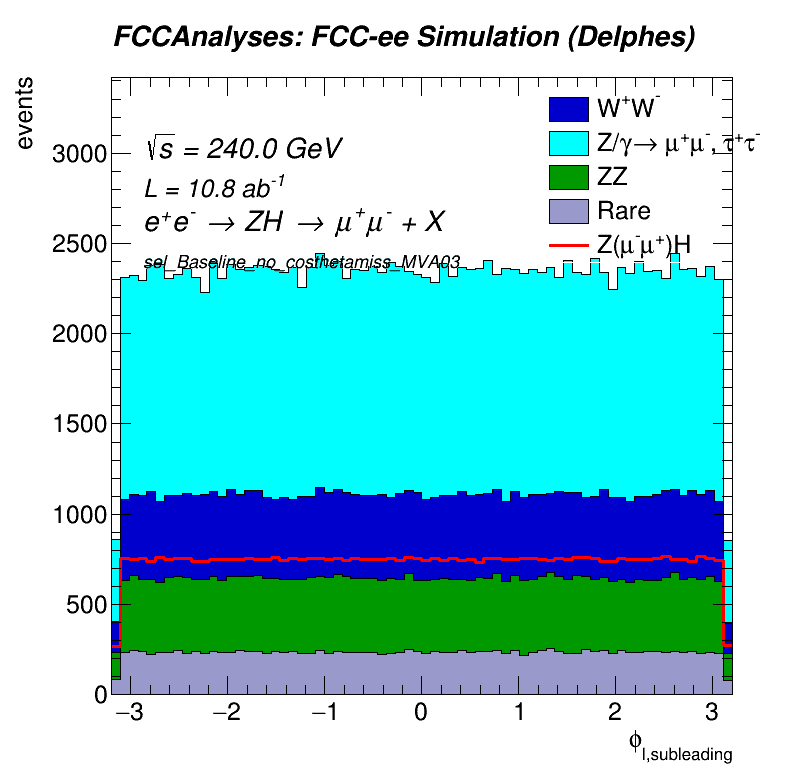 FCCAnalyses: FCC-ee Simulation (Delphes)
events
√s = 240.0 GeV
L = 10.8 ab⁻¹
e⁺e⁻ → ZH → μ⁺μ⁻ + X
sel_Baseline_no_costhetamiss_MVA03
W⁺W⁻
Z/γ→ μ⁺μ⁻, τ⁺τ⁻
ZZ
Rare
Z(μ⁻μ⁺)H
3000
2500
2000
1500
1000
500
0
−3 −2 −1 0 1 2 3
ϕ_l,subleading